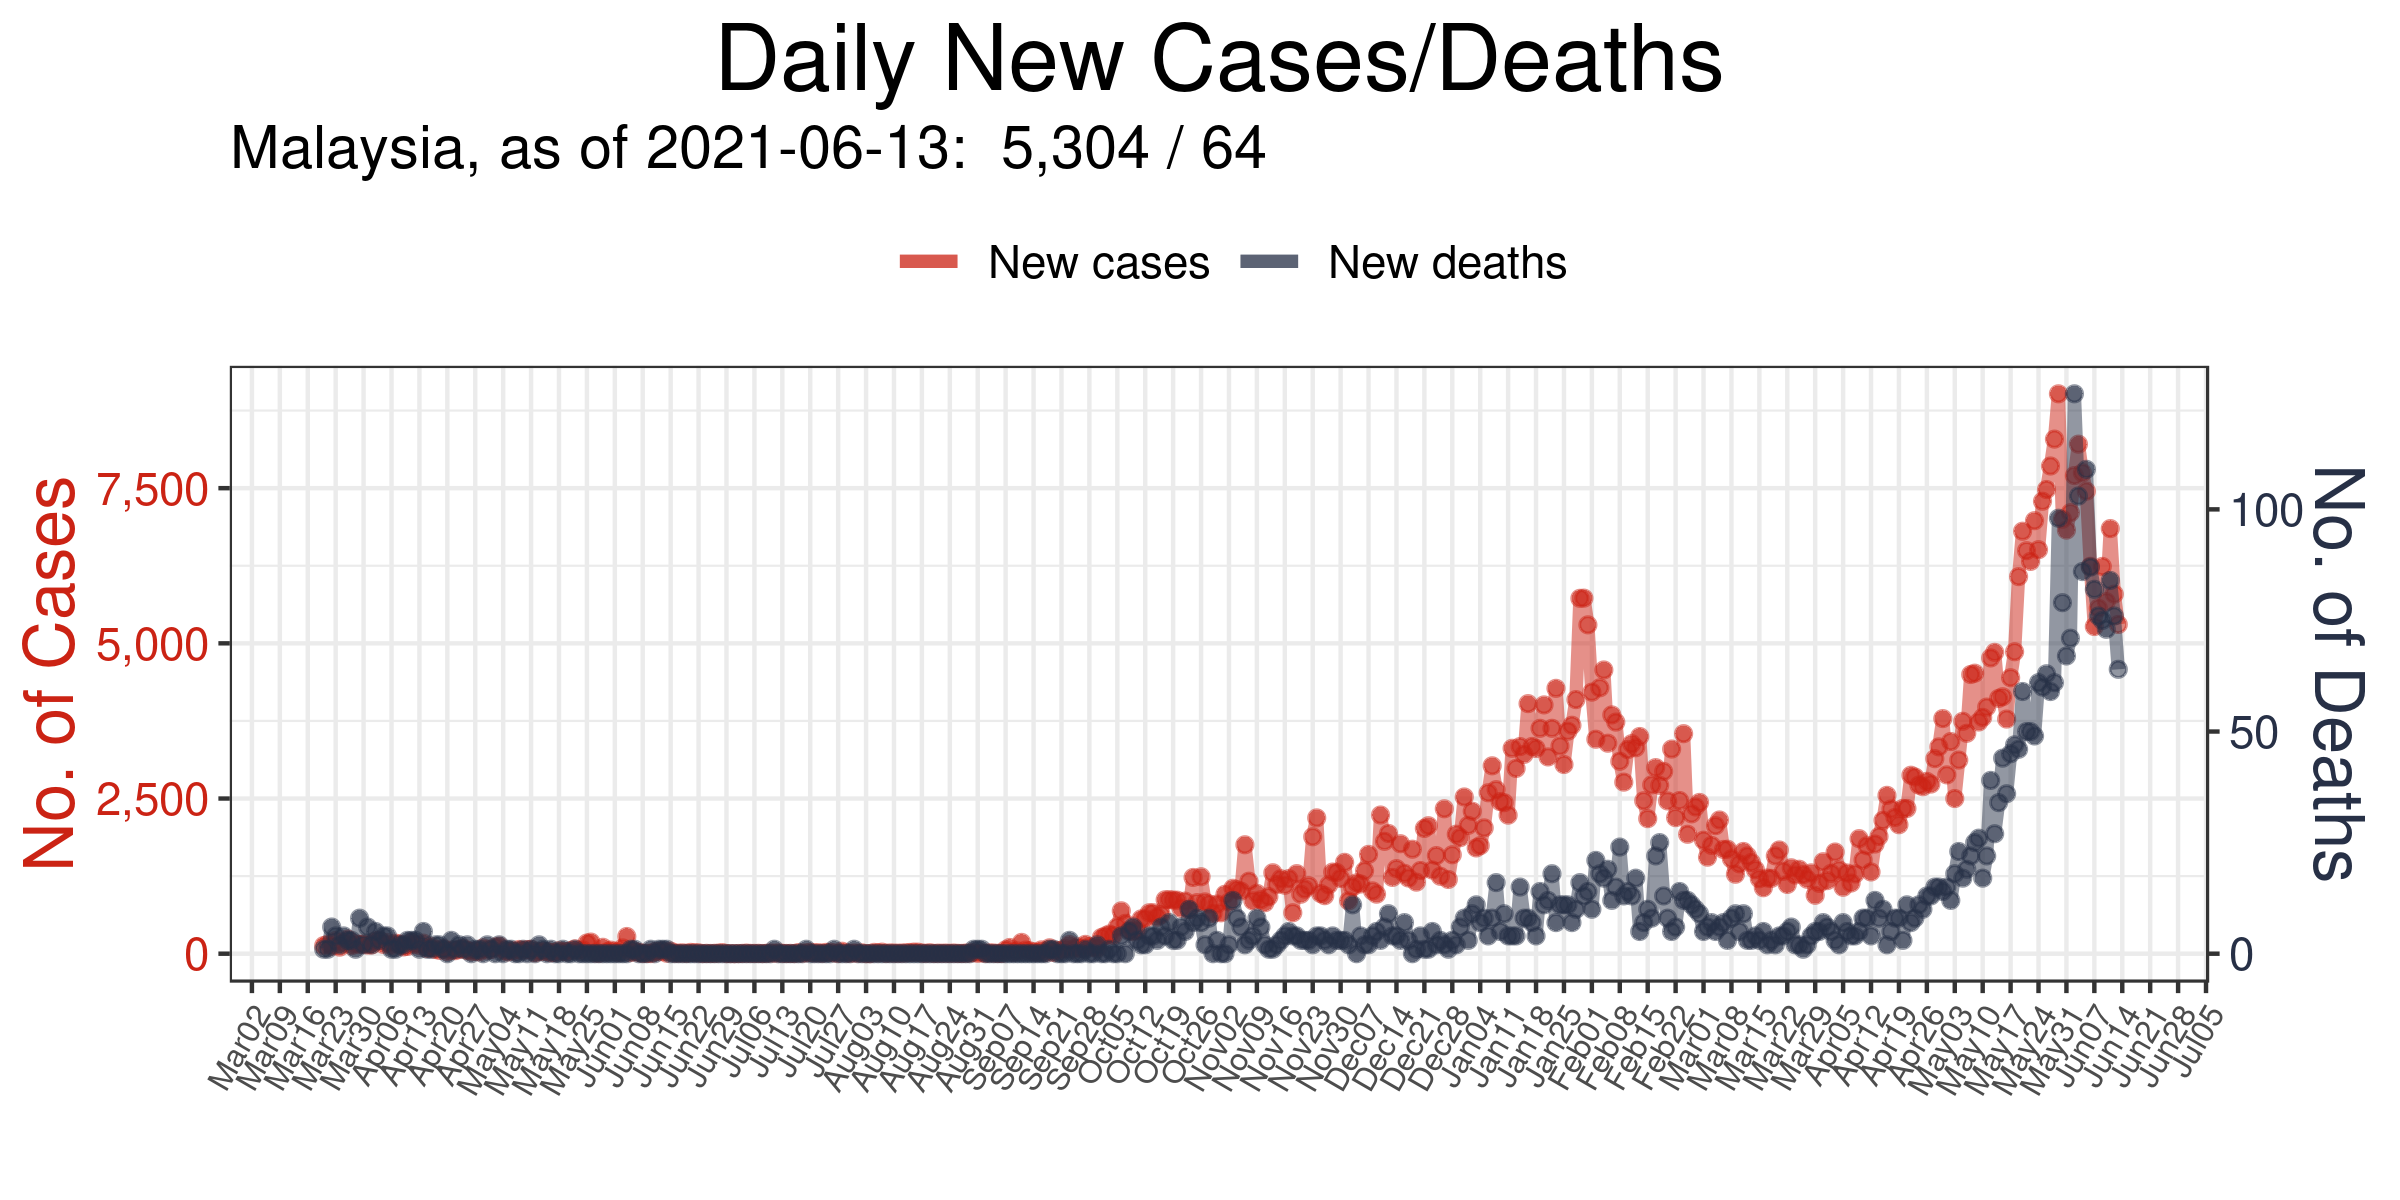 Daily New Cases/Deaths
Malaysia, as of 2021-06-13:  5,304 / 64
New cases
New deaths
No. of Cases
7,500
5,000
2,500
0
100
50
0
No. of Deaths
Mar02
Mar09
Mar16
Mar23
Mar30
Apr06
Apr13
Apr20
Apr27
May04
May11
May18
May25
Jun01
Jun08
Jun15
Jun22
Jun29
Jul06
Jul13
Jul20
Jul27
Aug03
Aug10
Aug17
Aug24
Aug31
Sep07
Sep14
Sep21
Sep28
Oct05
Oct12
Oct19
Oct26
Nov02
Nov09
Nov16
Nov23
Nov30
Dec07
Dec14
Dec21
Dec28
Jan04
Jan11
Jan18
Jan25
Feb01
Feb08
Feb15
Feb22
Mar01
Mar08
Mar15
Mar22
Mar29
Apr05
Apr12
Apr19
Apr26
May03
May10
May17
May24
May31
Jun07
Jun14
Jun21
Jun28
Jul05